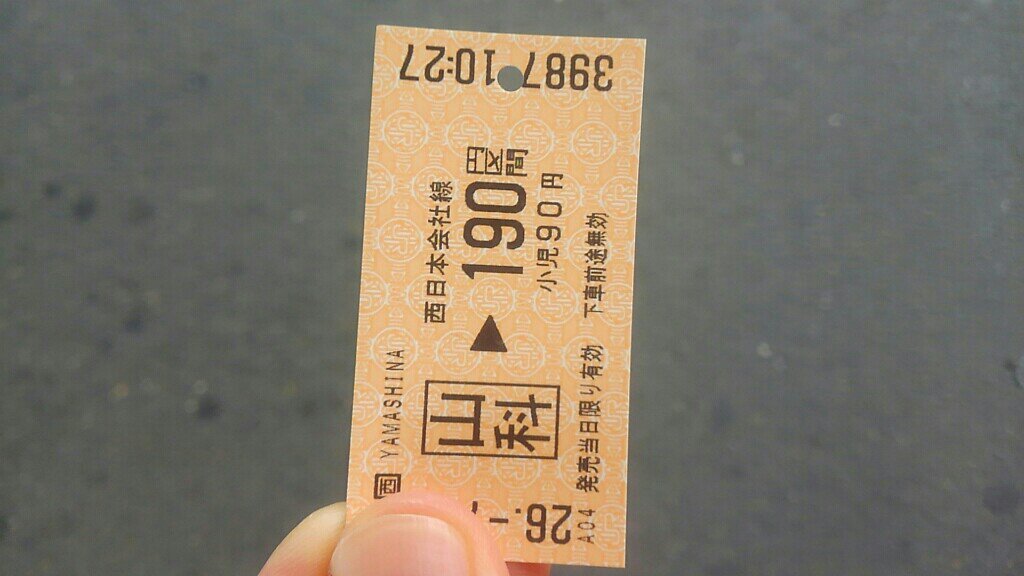 西 YAMASHINA
西日本会社線
山科 ▶ 190円区間
小児90円
発売当日限り有効 下車前途無効
26.-
A04
3987 10:27